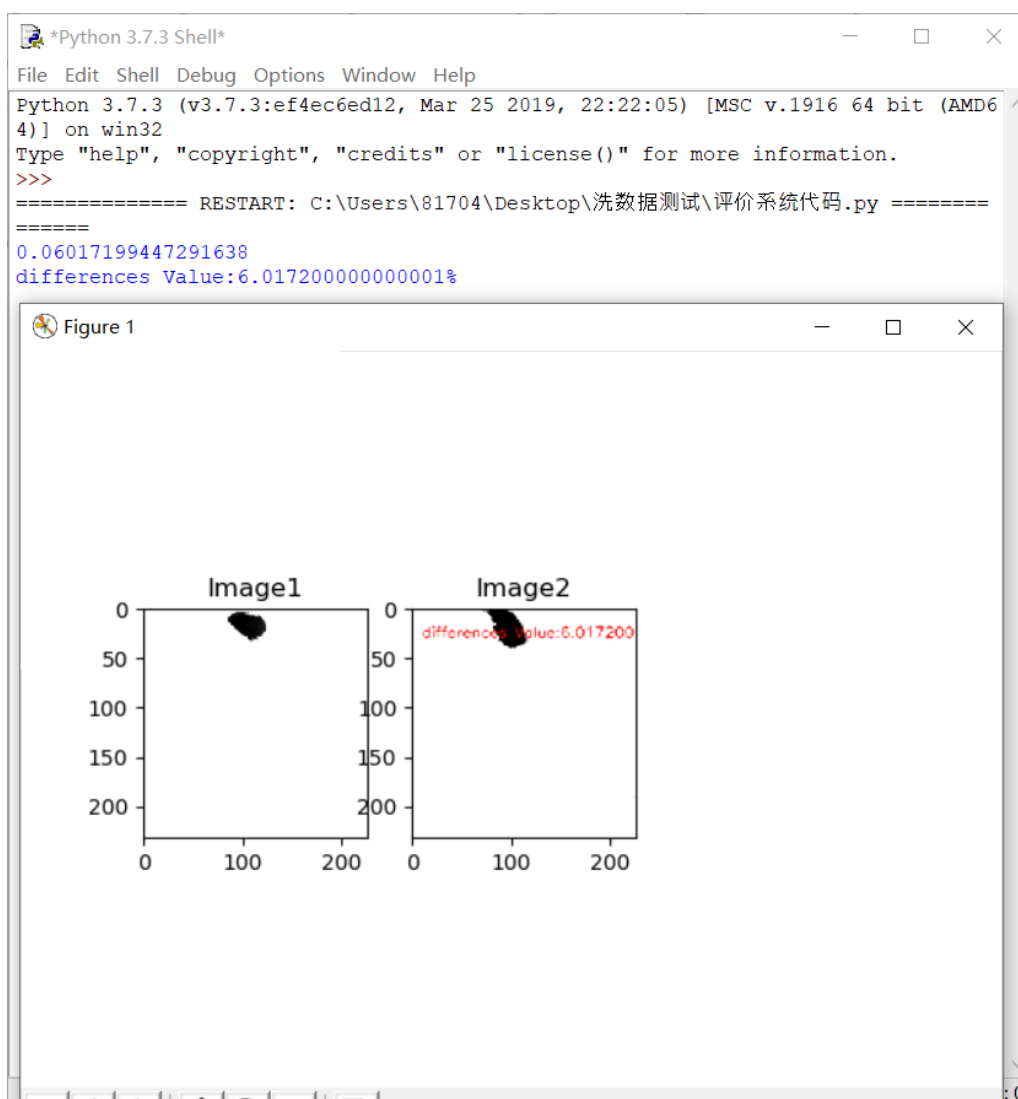 *Python 3.7.3 Shell*
File Edit Shell Debug Options Window Help
Python 3.7.3 (v3.7.3:ef4ec6ed12, Mar 25 2019, 22:22:05) [MSC v.1916 64 bit (AMD6
4)] on win32
Type "help", "copyright", "credits" or "license()" for more information.
>>>
============== RESTART: C:\Users\81704\Desktop\洗数据测试\评价系统代码.py ========
======
0.06017199447291638
differences Value:6.017200000000001%
Figure 1
Image1
Image2
0
50
100
150
200
0 100 200
differences Value:6.017200
0
50
100
150
200
0 100 200